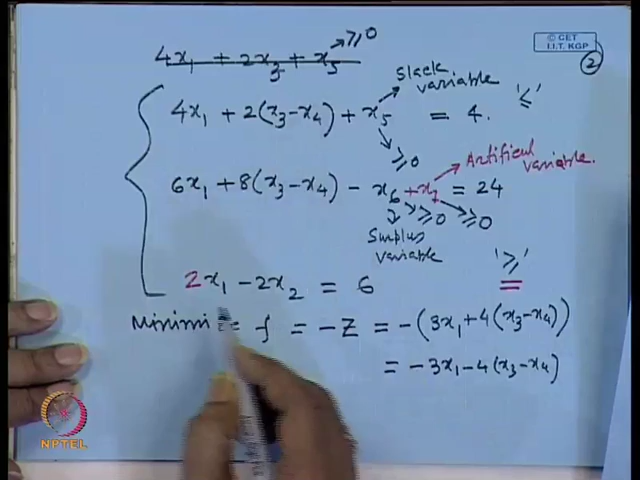 © CET
I.I.T. KGP
2
4x₁ + 2x₃ + x₅ ≥0
Slack variable
4x₁ + 2(x₃-x₄) + x₅ = 4. '≤'
≥0
Artificial variable.
6x₁ + 8(x₃-x₄) - x₆ + x₇ = 24
≥0 ≥0
Surplus variable
'≥'
2x₁ - 2x₂ = 6 =
Minimi = f = -Z = -(3x₁+4(x₃-x₄))
= -3x₁-4(x₃-x₄)
NPTEL